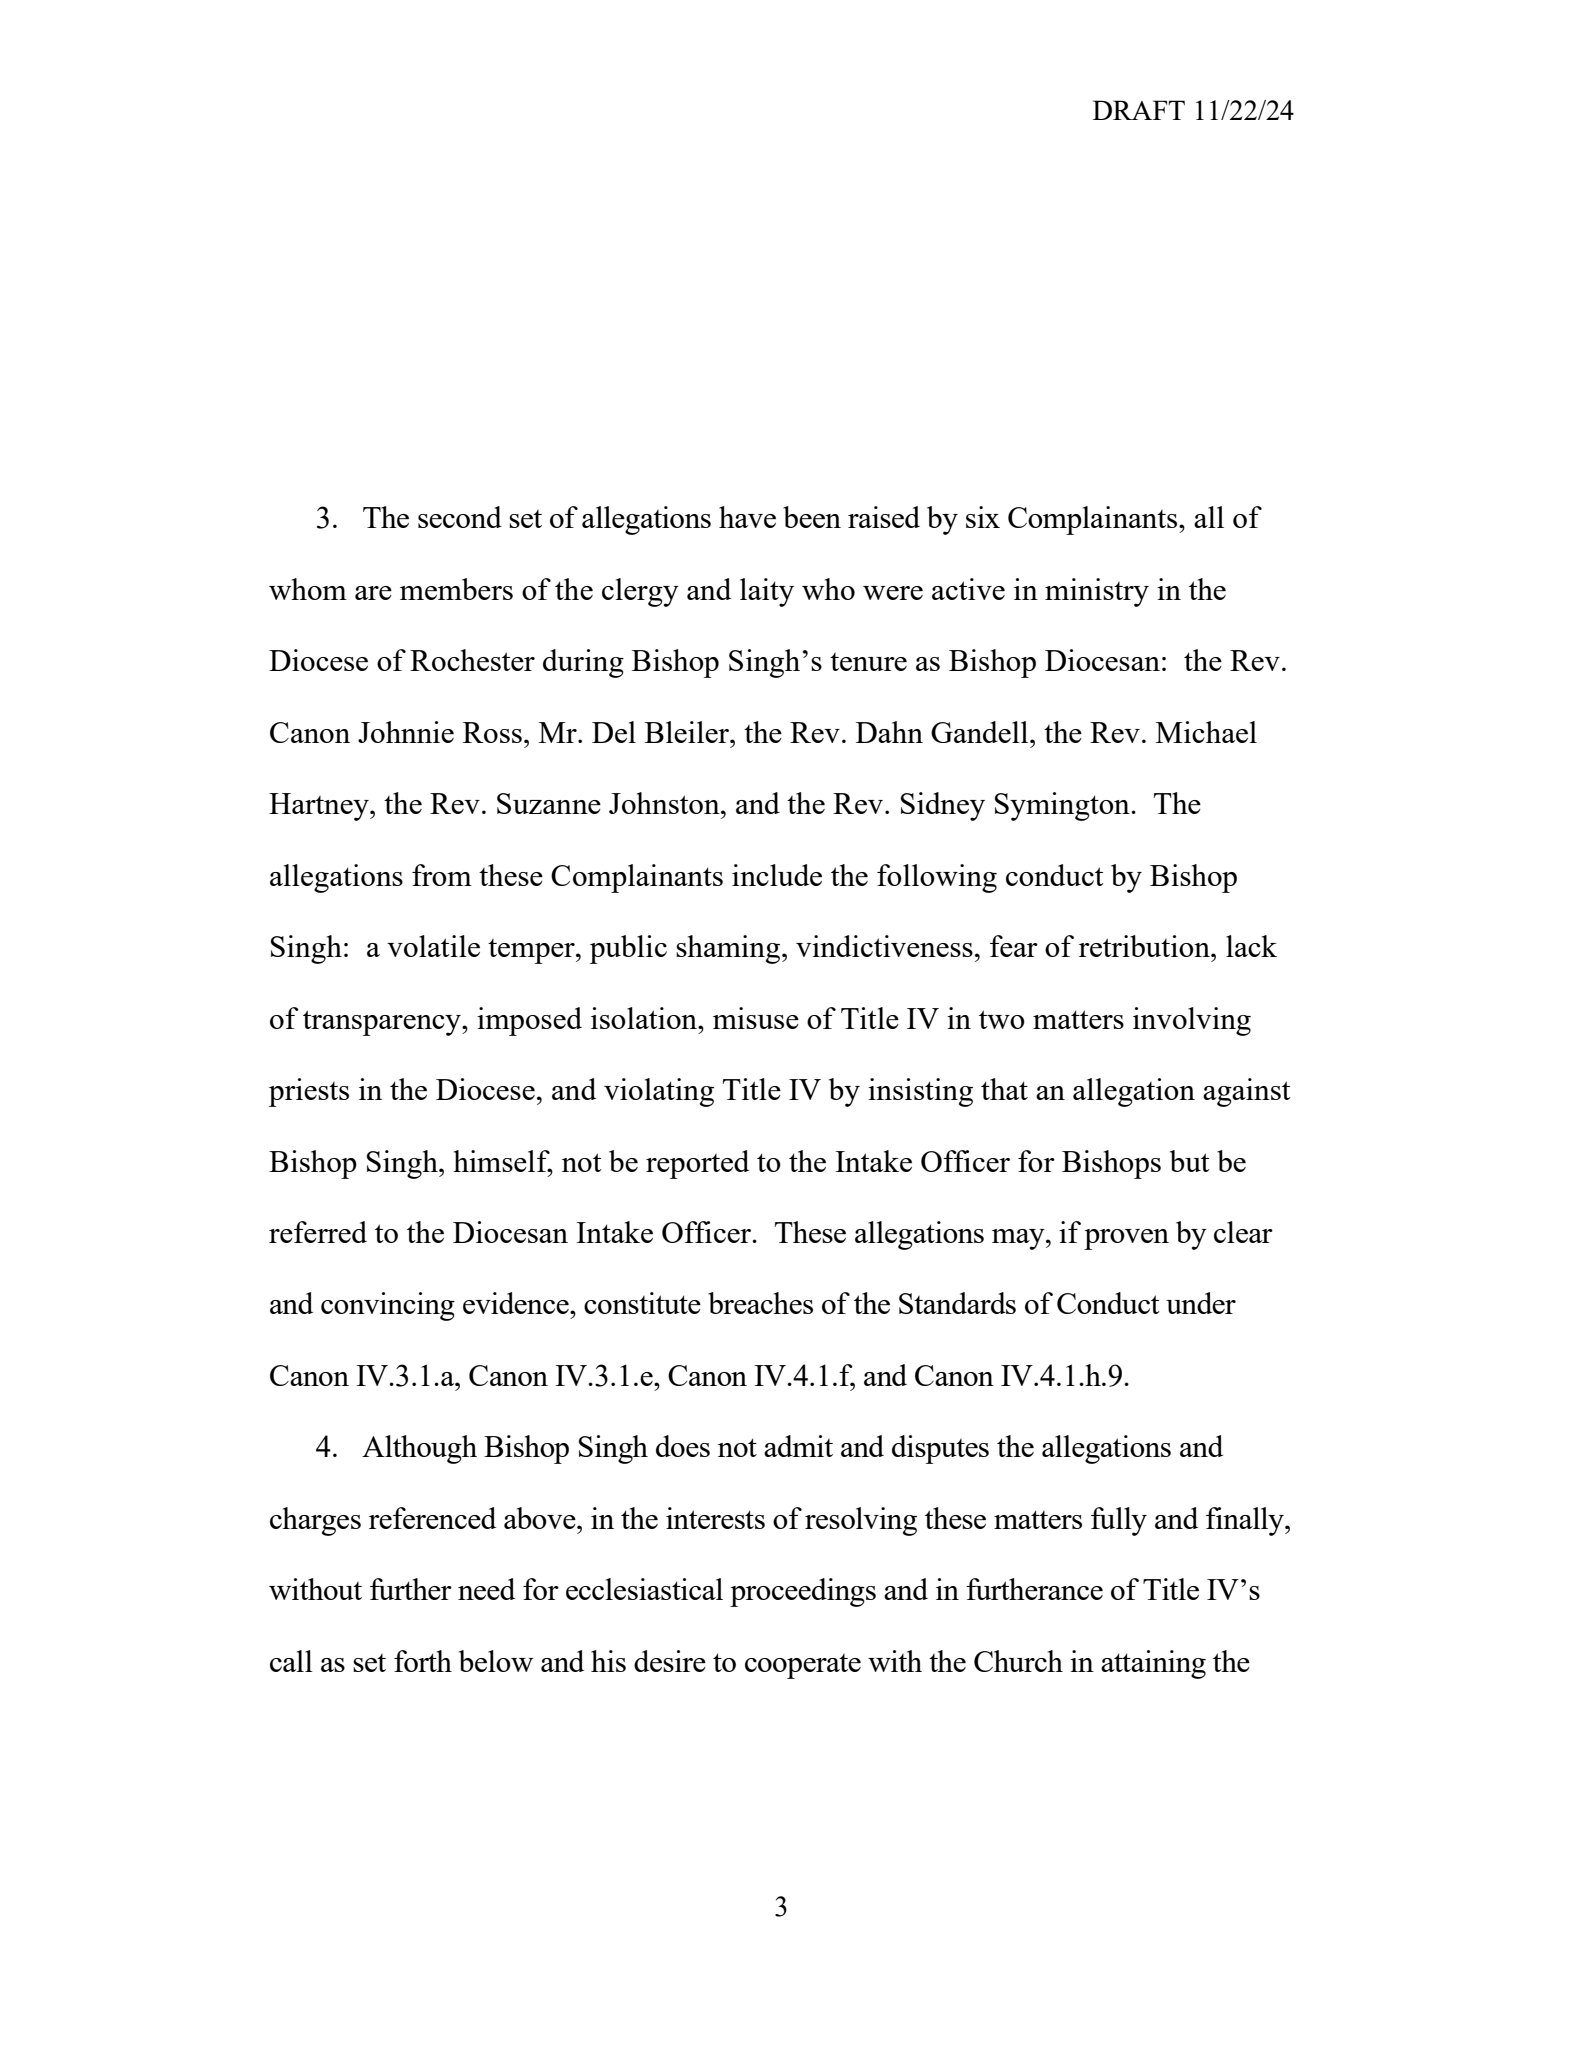 DRAFT 11/22/24
3. The second set of allegations have been raised by six Complainants, all of
whom are members of the clergy and laity who were active in ministry in the
Diocese of Rochester during Bishop Singh’s tenure as Bishop Diocesan:  the Rev.
Canon Johnnie Ross, Mr. Del Bleiler, the Rev. Dahn Gandell, the Rev. Michael
Hartney, the Rev. Suzanne Johnston, and the Rev. Sidney Symington.  The
allegations from these Complainants include the following conduct by Bishop
Singh:  a volatile temper, public shaming, vindictiveness, fear of retribution, lack
of transparency, imposed isolation, misuse of Title IV in two matters involving
priests in the Diocese, and violating Title IV by insisting that an allegation against
Bishop Singh, himself, not be reported to the Intake Officer for Bishops but be
referred to the Diocesan Intake Officer.  These allegations may, if proven by clear
and convincing evidence, constitute breaches of the Standards of Conduct under
Canon IV.3.1.a, Canon IV.3.1.e, Canon IV.4.1.f, and Canon IV.4.1.h.9.
4. Although Bishop Singh does not admit and disputes the allegations and
charges referenced above, in the interests of resolving these matters fully and finally,
without further need for ecclesiastical proceedings and in furtherance of Title IV’s
call as set forth below and his desire to cooperate with the Church in attaining the
3